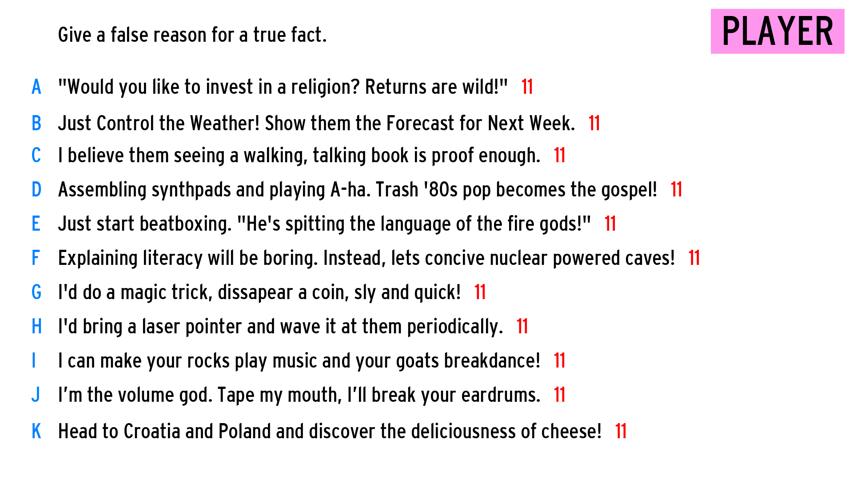 Give a false reason for a true fact.
PLAYER
A "Would you like to invest in a religion? Returns are wild!" 11
B Just Control the Weather! Show them the Forecast for Next Week. 11
C I believe them seeing a walking, talking book is proof enough. 11
D Assembling synthpads and playing A-ha. Trash '80s pop becomes the gospel! 11
E Just start beatboxing. "He's spitting the language of the fire gods!" 11
F Explaining literacy will be boring. Instead, lets concive nuclear powered caves! 11
G I'd do a magic trick, dissapear a coin, sly and quick! 11
H I'd bring a laser pointer and wave it at them periodically. 11
I I can make your rocks play music and your goats breakdance! 11
J I’m the volume god. Tape my mouth, I’ll break your eardrums. 11
K Head to Croatia and Poland and discover the deliciousness of cheese! 11